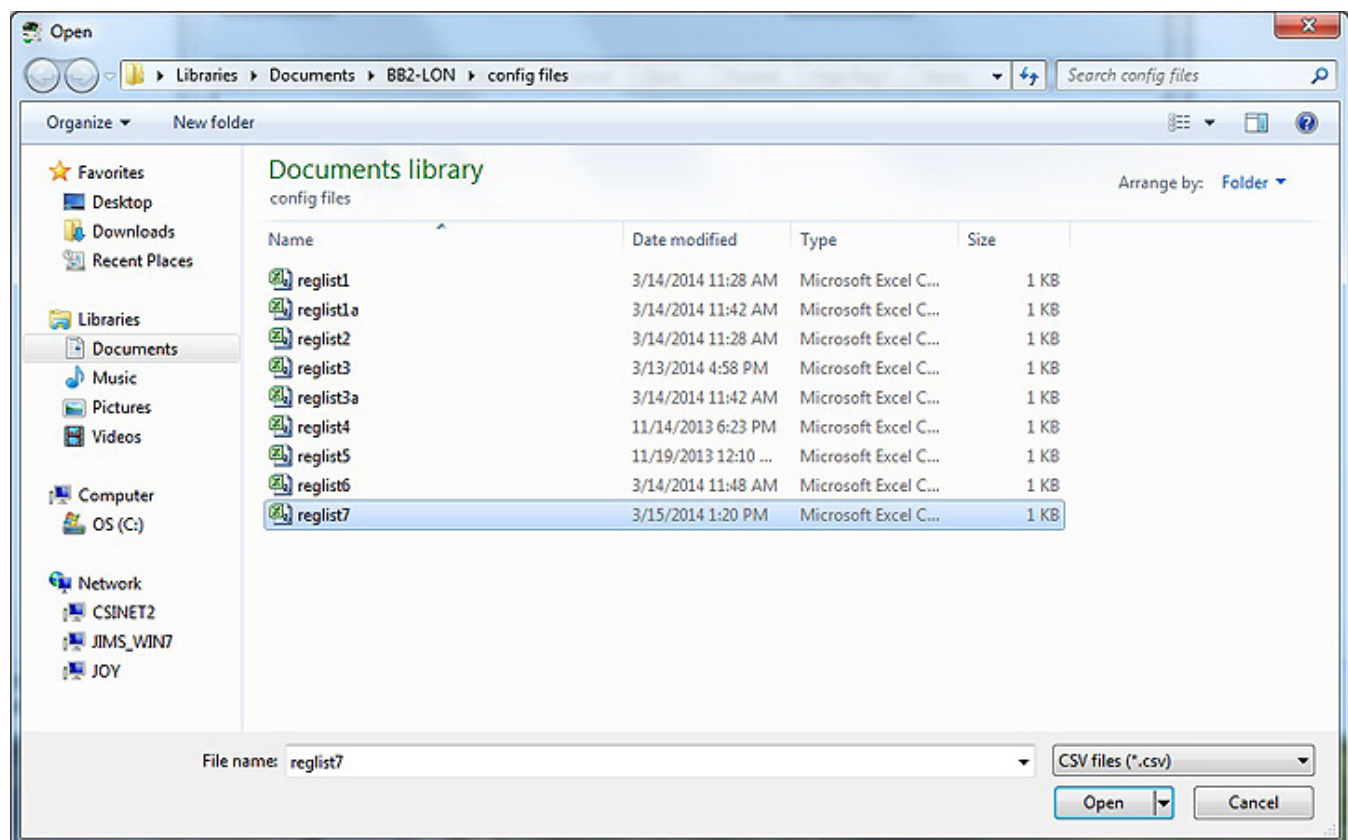 Open
Libraries ▸ Documents ▸ BB2-LON ▸ config files
Search config files
Organize New folder
Favorites
Desktop
Downloads
Recent Places
Libraries
Documents
Music
Pictures
Videos
Computer
OS (C:)
Network
CSINET2
JIMS_WIN7
JOY
Documents library
config files
Arrange by: Folder
Name Date modified Type Size
reglist1 3/14/2014 11:28 AM Microsoft Excel C... 1 KB
reglist1a 3/14/2014 11:42 AM Microsoft Excel C... 1 KB
reglist2 3/14/2014 11:28 AM Microsoft Excel C... 1 KB
reglist3 3/13/2014 4:58 PM Microsoft Excel C... 1 KB
reglist3a 3/14/2014 11:42 AM Microsoft Excel C... 1 KB
reglist4 11/14/2013 6:23 PM Microsoft Excel C... 1 KB
reglist5 11/19/2013 12:10 ... Microsoft Excel C... 1 KB
reglist6 3/14/2014 11:48 AM Microsoft Excel C... 1 KB
reglist7 3/15/2014 1:20 PM Microsoft Excel C... 1 KB
File name: reglist7 CSV files (*.csv)
Open Cancel